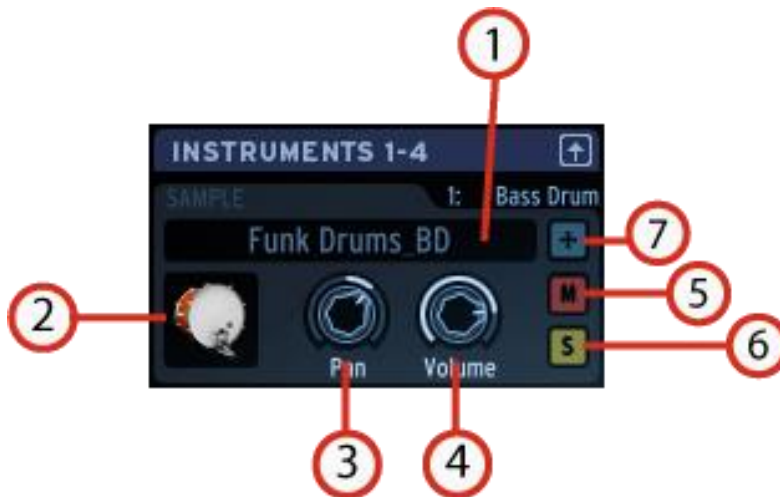 1
INSTRUMENTS 1-4
SAMPLE 1: Bass Drum
Funk Drums_BD + 7
2 M 5
S 6
Pan Volume
3 4